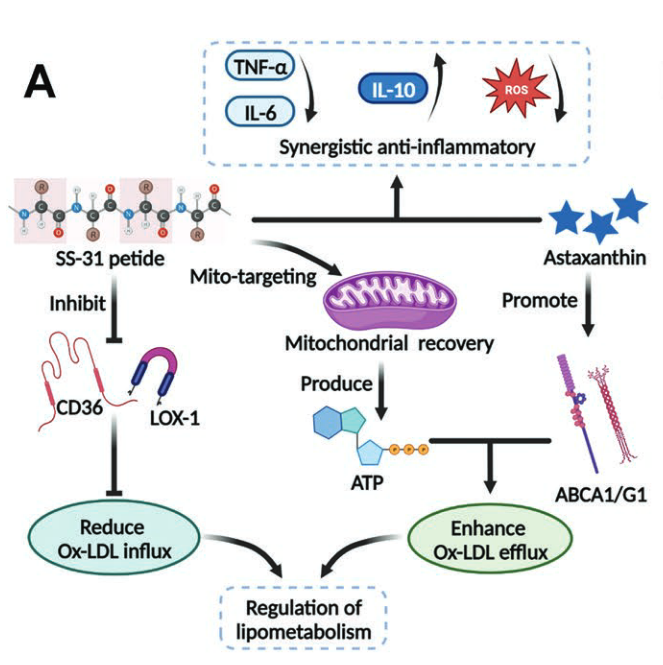 A
TNF-α
IL-6
IL-10
ROS
Synergistic anti-inflammatory
R
R
O
O
H
H
N
C
C
N
C
C
N
C
C
N
C
C
H
H
O
R
H
H
O
R
SS-31 petide
Astaxanthin
Mito-targeting
Inhibit
Promote
Mitochondrial recovery
Produce
CD36
LOX-1
P
P
P
ATP
ABCA1/G1
Reduce
Ox-LDL influx
Enhance
Ox-LDL efflux
Regulation of
lipometabolism